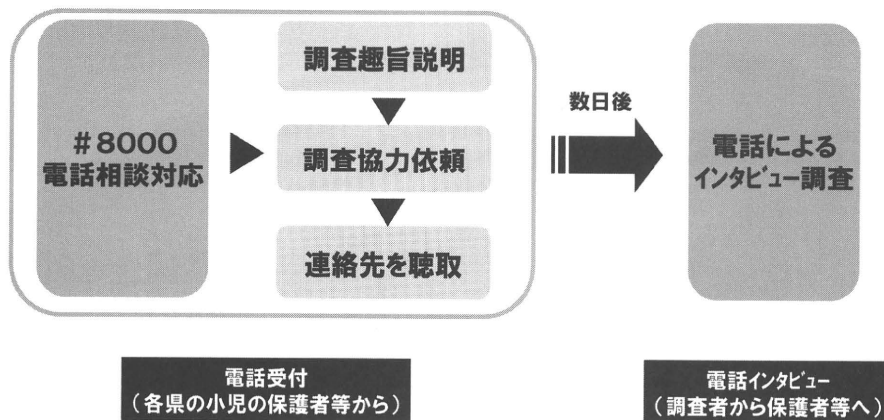 #8000
電話相談対応
調査趣旨説明
調査協力依頼
連絡先を聴取
数日後
電話による
インタビュー調査
電話受付
(各県の小児の保護者等から)
電話インタビュー
(調査者から保護者等へ)